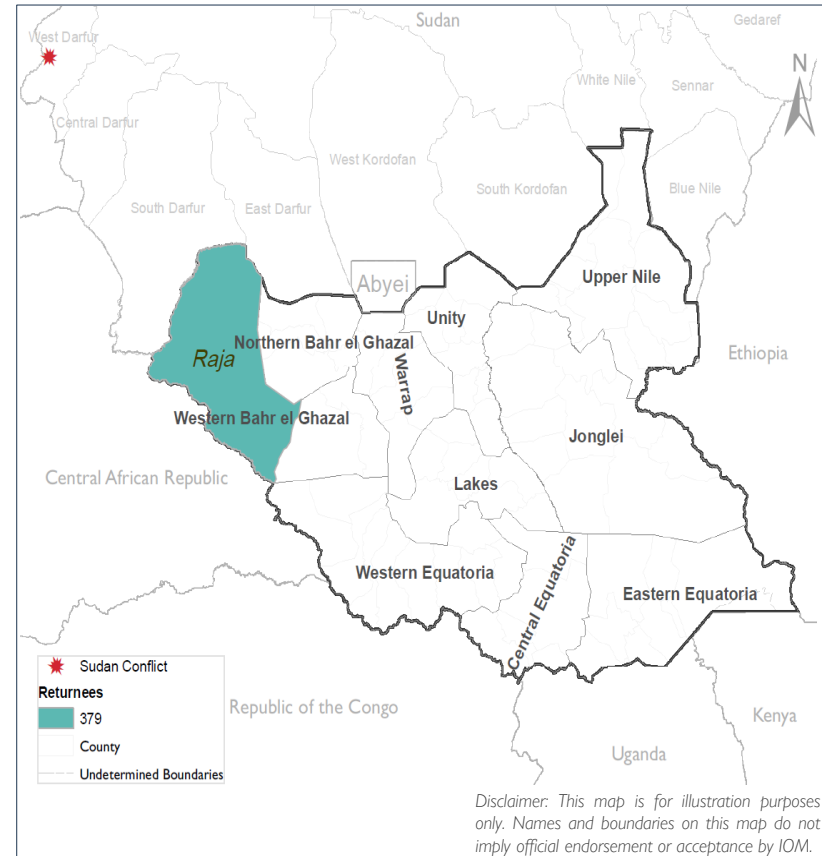 Sudan
Gedaref
West Darfur
N
White Nile
Sennar
Central Darfur
West Kordofan
South Kordofan
Blue Nile
South Darfur
East Darfur
Abyei
Upper Nile
Unity
Northern Bahr el Ghazal
Ethiopia
Raja
Warrap
Western Bahr el Ghazal
Jonglei
Central African Republic
Lakes
Western Equatoria
Central Equatoria
Eastern Equatoria
Sudan Conflict
Returnees
379
County
Undetermined Boundaries
Republic of the Congo
Kenya
Uganda
Disclaimer: This map is for illustration purposes
only. Names and boundaries on this map do not
imply official endorsement or acceptance by IOM.